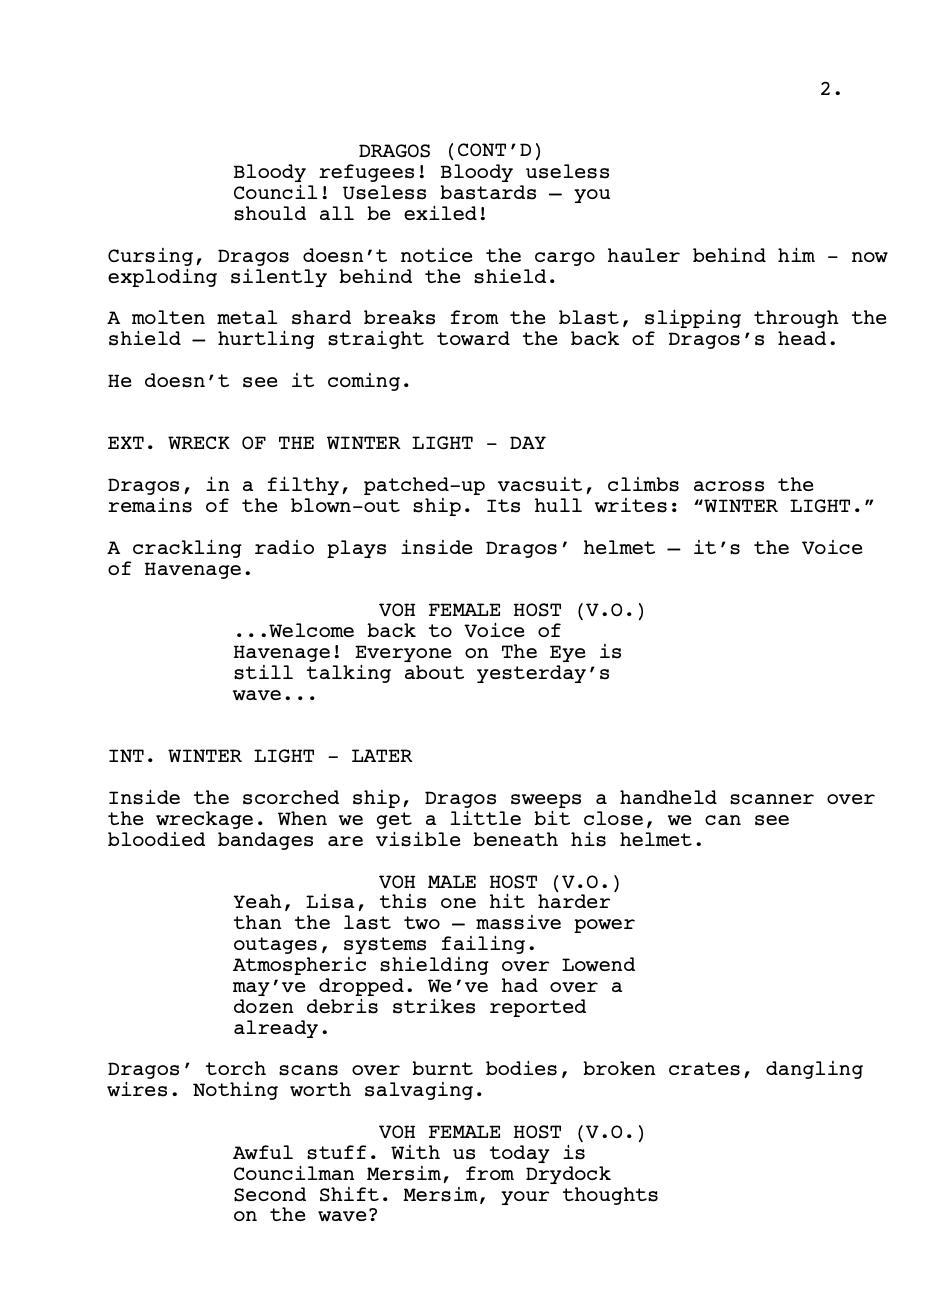 2.
DRAGOS (CONT’D)
Bloody refugees! Bloody useless
Council! Useless bastards — you
should all be exiled!
Cursing, Dragos doesn’t notice the cargo hauler behind him - now
exploding silently behind the shield.
A molten metal shard breaks from the blast, slipping through the
shield — hurtling straight toward the back of Dragos’s head.
He doesn’t see it coming.
EXT. WRECK OF THE WINTER LIGHT - DAY
Dragos, in a filthy, patched-up vacsuit, climbs across the
remains of the blown-out ship. Its hull writes: “WINTER LIGHT.”
A crackling radio plays inside Dragos’ helmet — it’s the Voice
of Havenage.
VOH FEMALE HOST (V.O.)
...Welcome back to Voice of
Havenage! Everyone on The Eye is
still talking about yesterday’s
wave...
INT. WINTER LIGHT - LATER
Inside the scorched ship, Dragos sweeps a handheld scanner over
the wreckage. When we get a little bit close, we can see
bloodied bandages are visible beneath his helmet.
VOH MALE HOST (V.O.)
Yeah, Lisa, this one hit harder
than the last two — massive power
outages, systems failing.
Atmospheric shielding over Lowend
may’ve dropped. We’ve had over a
dozen debris strikes reported
already.
Dragos’ torch scans over burnt bodies, broken crates, dangling
wires. Nothing worth salvaging.
VOH FEMALE HOST (V.O.)
Awful stuff. With us today is
Councilman Mersim, from Drydock
Second Shift. Mersim, your thoughts
on the wave?